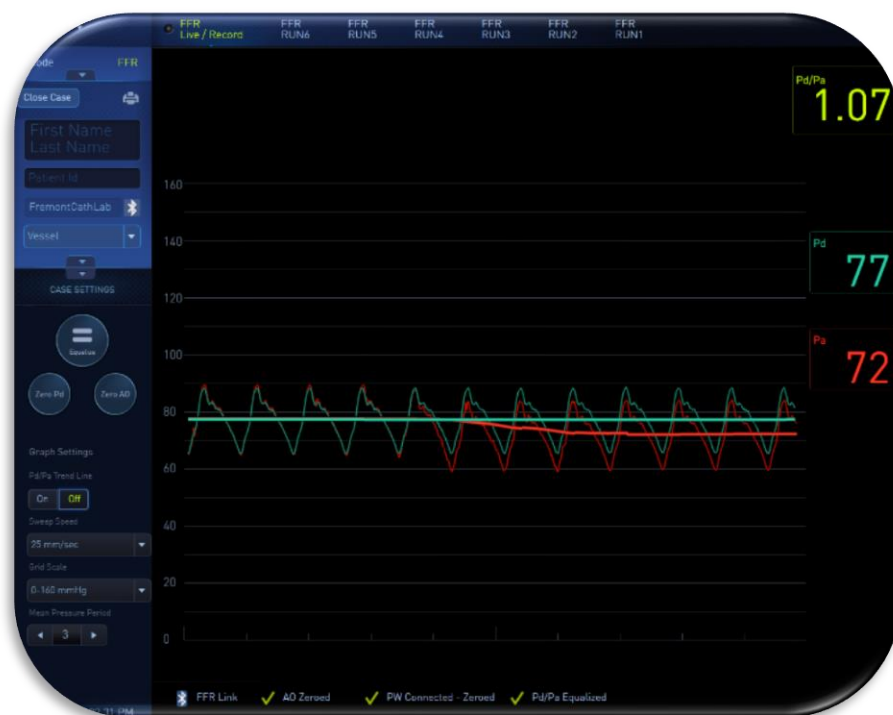 FFR
Live / Record
FFR
RUN6
FFR
RUN5
FFR
RUN4
FFR
RUN3
FFR
RUN2
FFR
RUN1
FFR
Close Case
First Name
Last Name
Patient Id
FremontCathLab
Vessel
CASE SETTINGS
Equalize
Zero Pd
Zero AO
Graph Settings
Pd/Pa Trend Line
On
Off
Sweep Speed
25 mm/sec
Grid Scale
0-160 mmHg
Mean Pressure Period
3
160
140
120
100
80
60
40
20
0
Pd/Pa
1.07
Pd
77
Pa
72
FFR Link
AO Zeroed
PW Connected - Zeroed
Pd/Pa Equalized